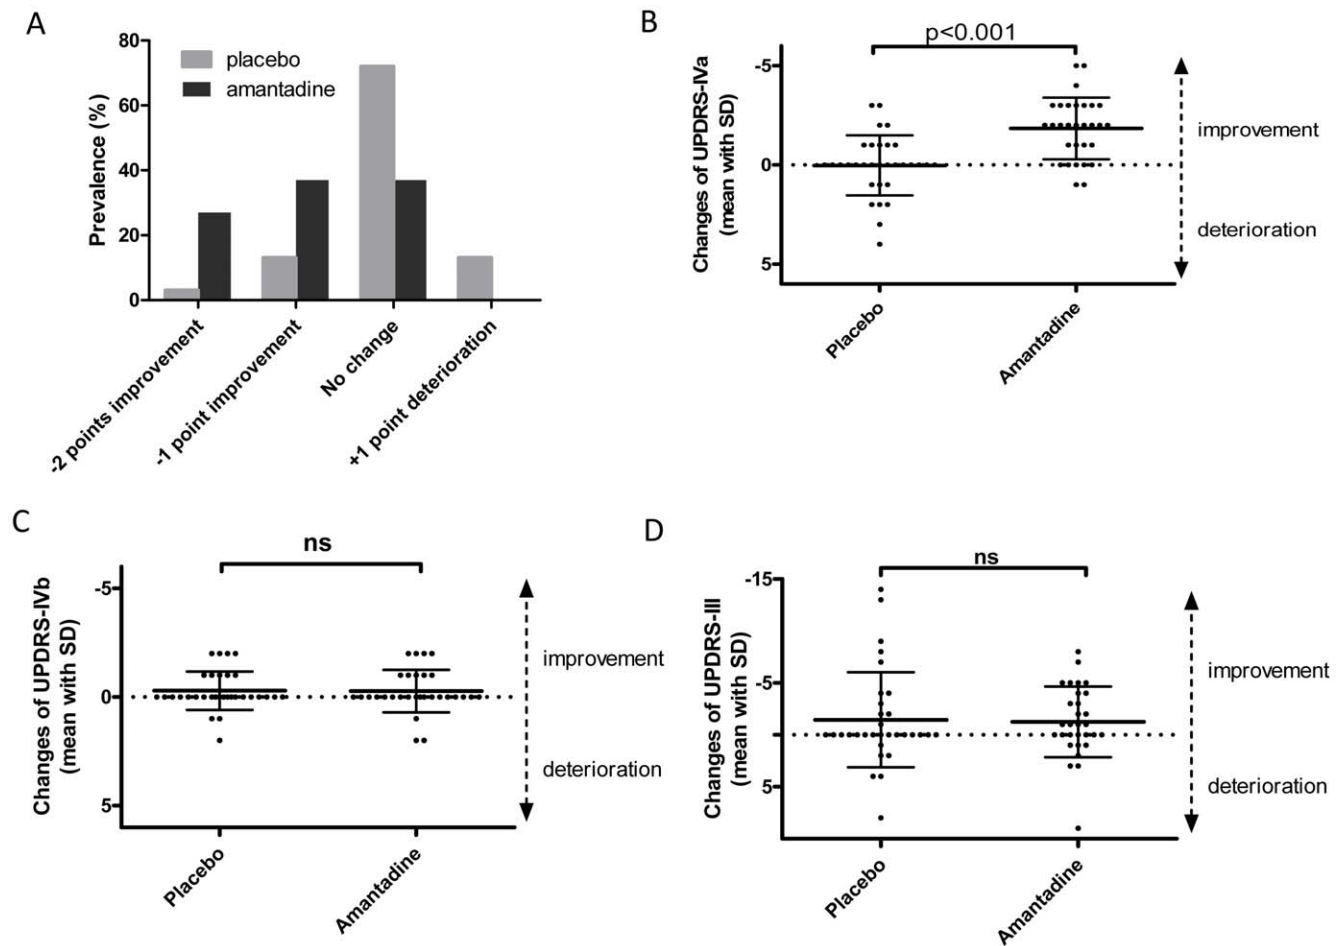 A
80
60
40
20
0
Prevalence (%)
placebo
amantadine
-2 points improvement
-1 point improvement
No change
+1 point deterioration
B
p<0.001
-5
0
5
Changes of UPDRS-IVa
(mean with SD)
improvement
deterioration
Placebo
Amantadine
C
ns
-5
0
5
Changes of UPDRS-IVb
(mean with SD)
improvement
deterioration
Placebo
Amantadine
D
ns
-15
-5
5
Changes of UPDRS-III
(mean with SD)
improvement
deterioration
Placebo
Amantadine